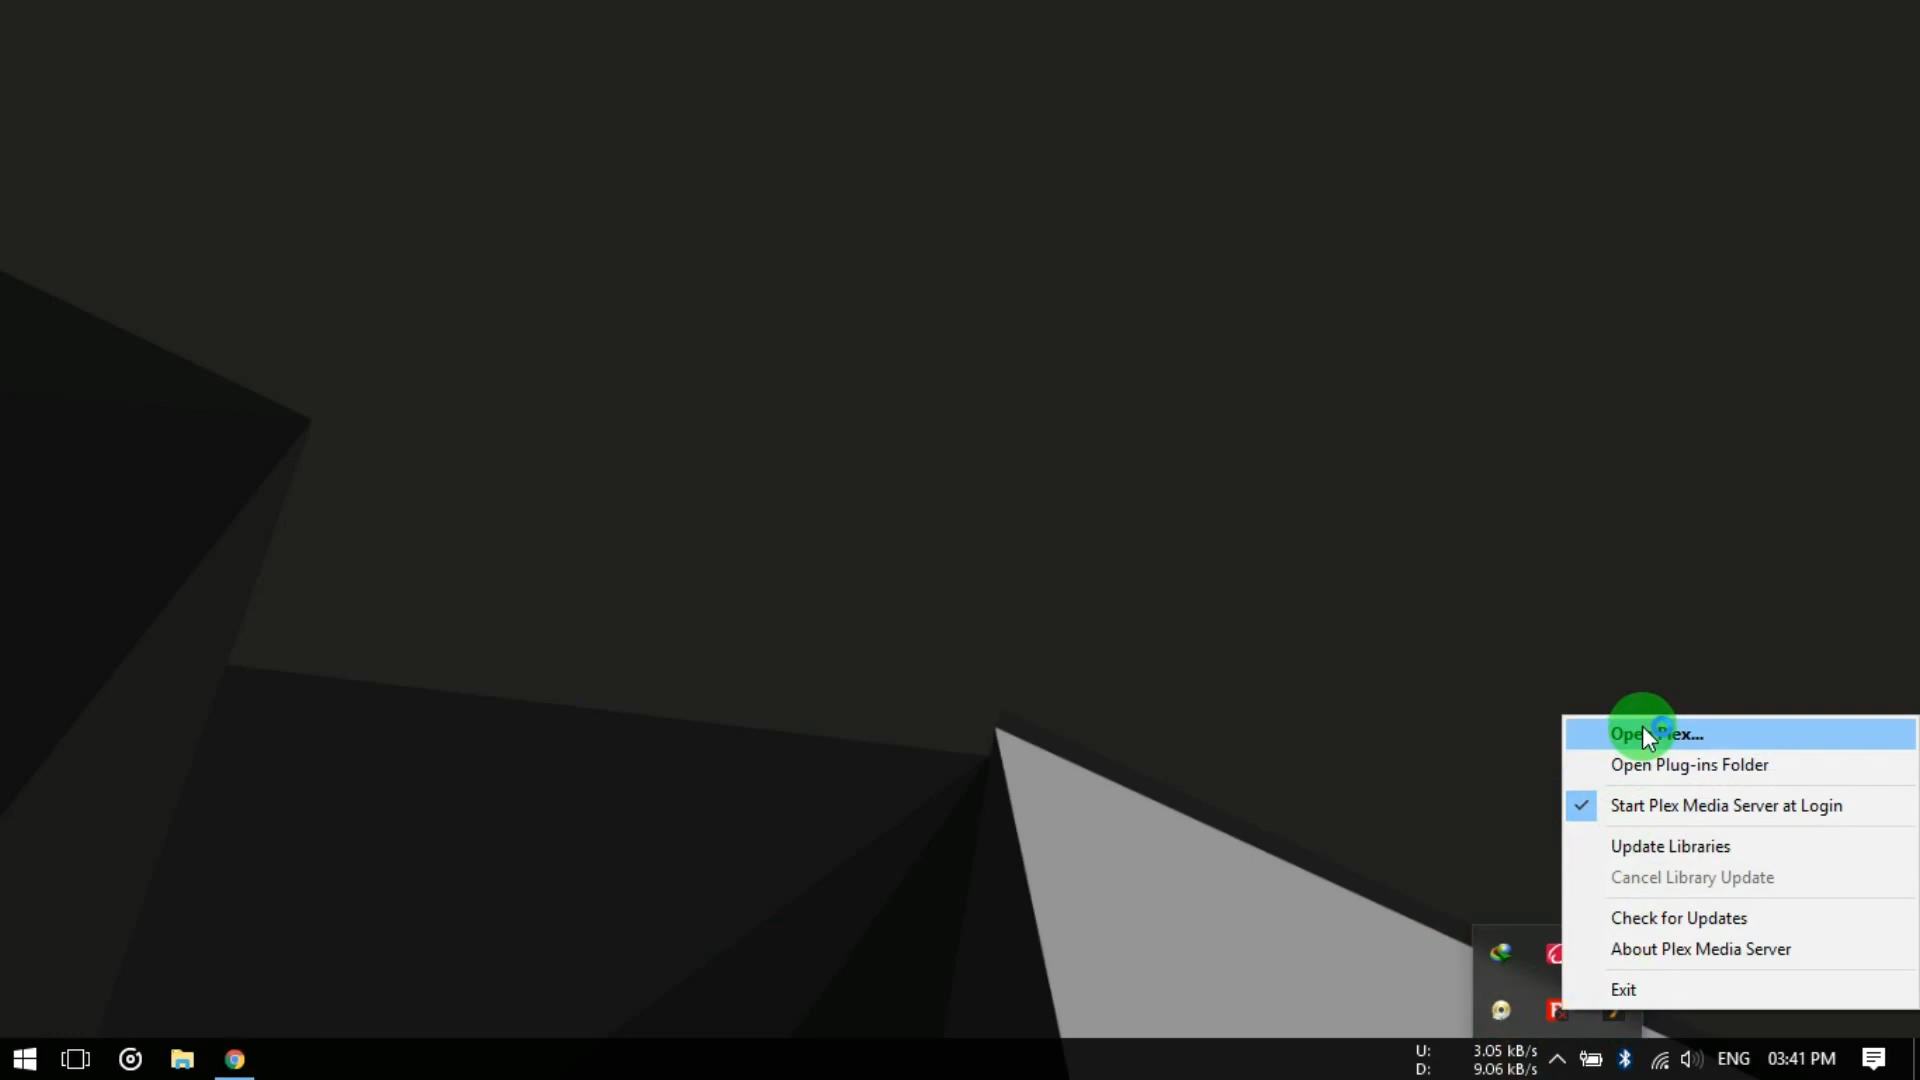 Open Plex...
Open Plug-ins Folder
Start Plex Media Server at Login
Update Libraries
Cancel Library Update
Check for Updates
About Plex Media Server
Exit
U: 3.05 kB/s
D: 9.06 kB/s
ENG
03:41 PM